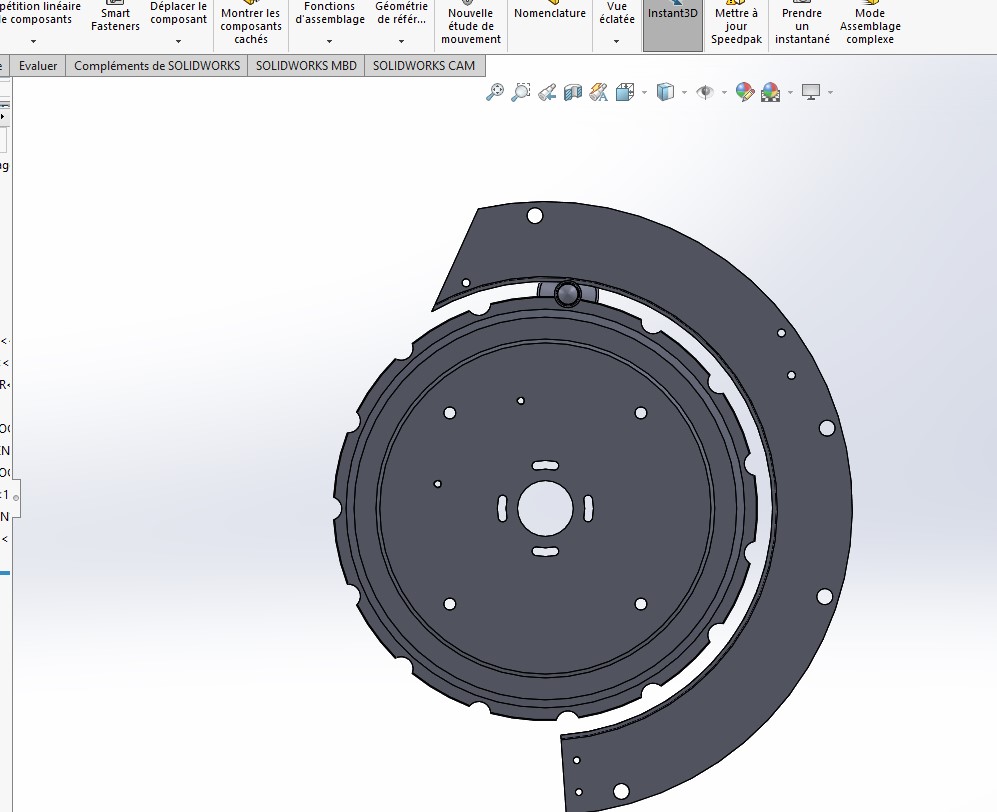 linéaire
composants
Smart
Fasteners
Déplacer le
composant
Montrer les
composants
cachés
Fonctions
d'assemblage
Géométrie
de référ...
Nouvelle
étude de
mouvement
Nomenclature
Vue
éclatée
Instant3D
Mettre à
jour
Speedpak
Prendre
un
instantané
Mode
Assemblage
complexe
Evaluer
Compléments de SOLIDWORKS
SOLIDWORKS MBD
SOLIDWORKS CAM